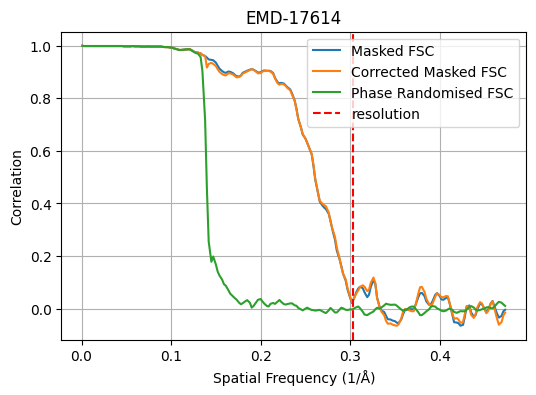 EMD-17614
Masked FSC
Corrected Masked FSC
Phase Randomised FSC
resolution
Correlation
1.0
0.8
0.6
0.4
0.2
0.0
0.0 0.1 0.2 0.3 0.4
Spatial Frequency (1/Å)